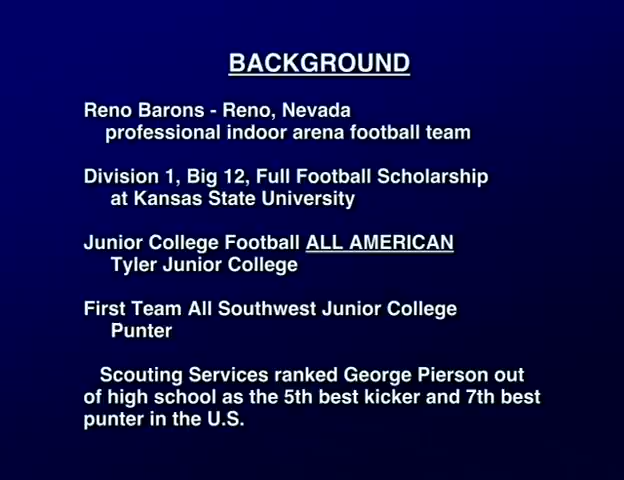 BACKGROUND
Reno Barons - Reno, Nevada
professional indoor arena football team
Division 1, Big 12, Full Football Scholarship
at Kansas State University
Junior College Football ALL AMERICAN
Tyler Junior College
First Team All Southwest Junior College
Punter
Scouting Services ranked George Pierson out
of high school as the 5th best kicker and 7th best
punter in the U.S.